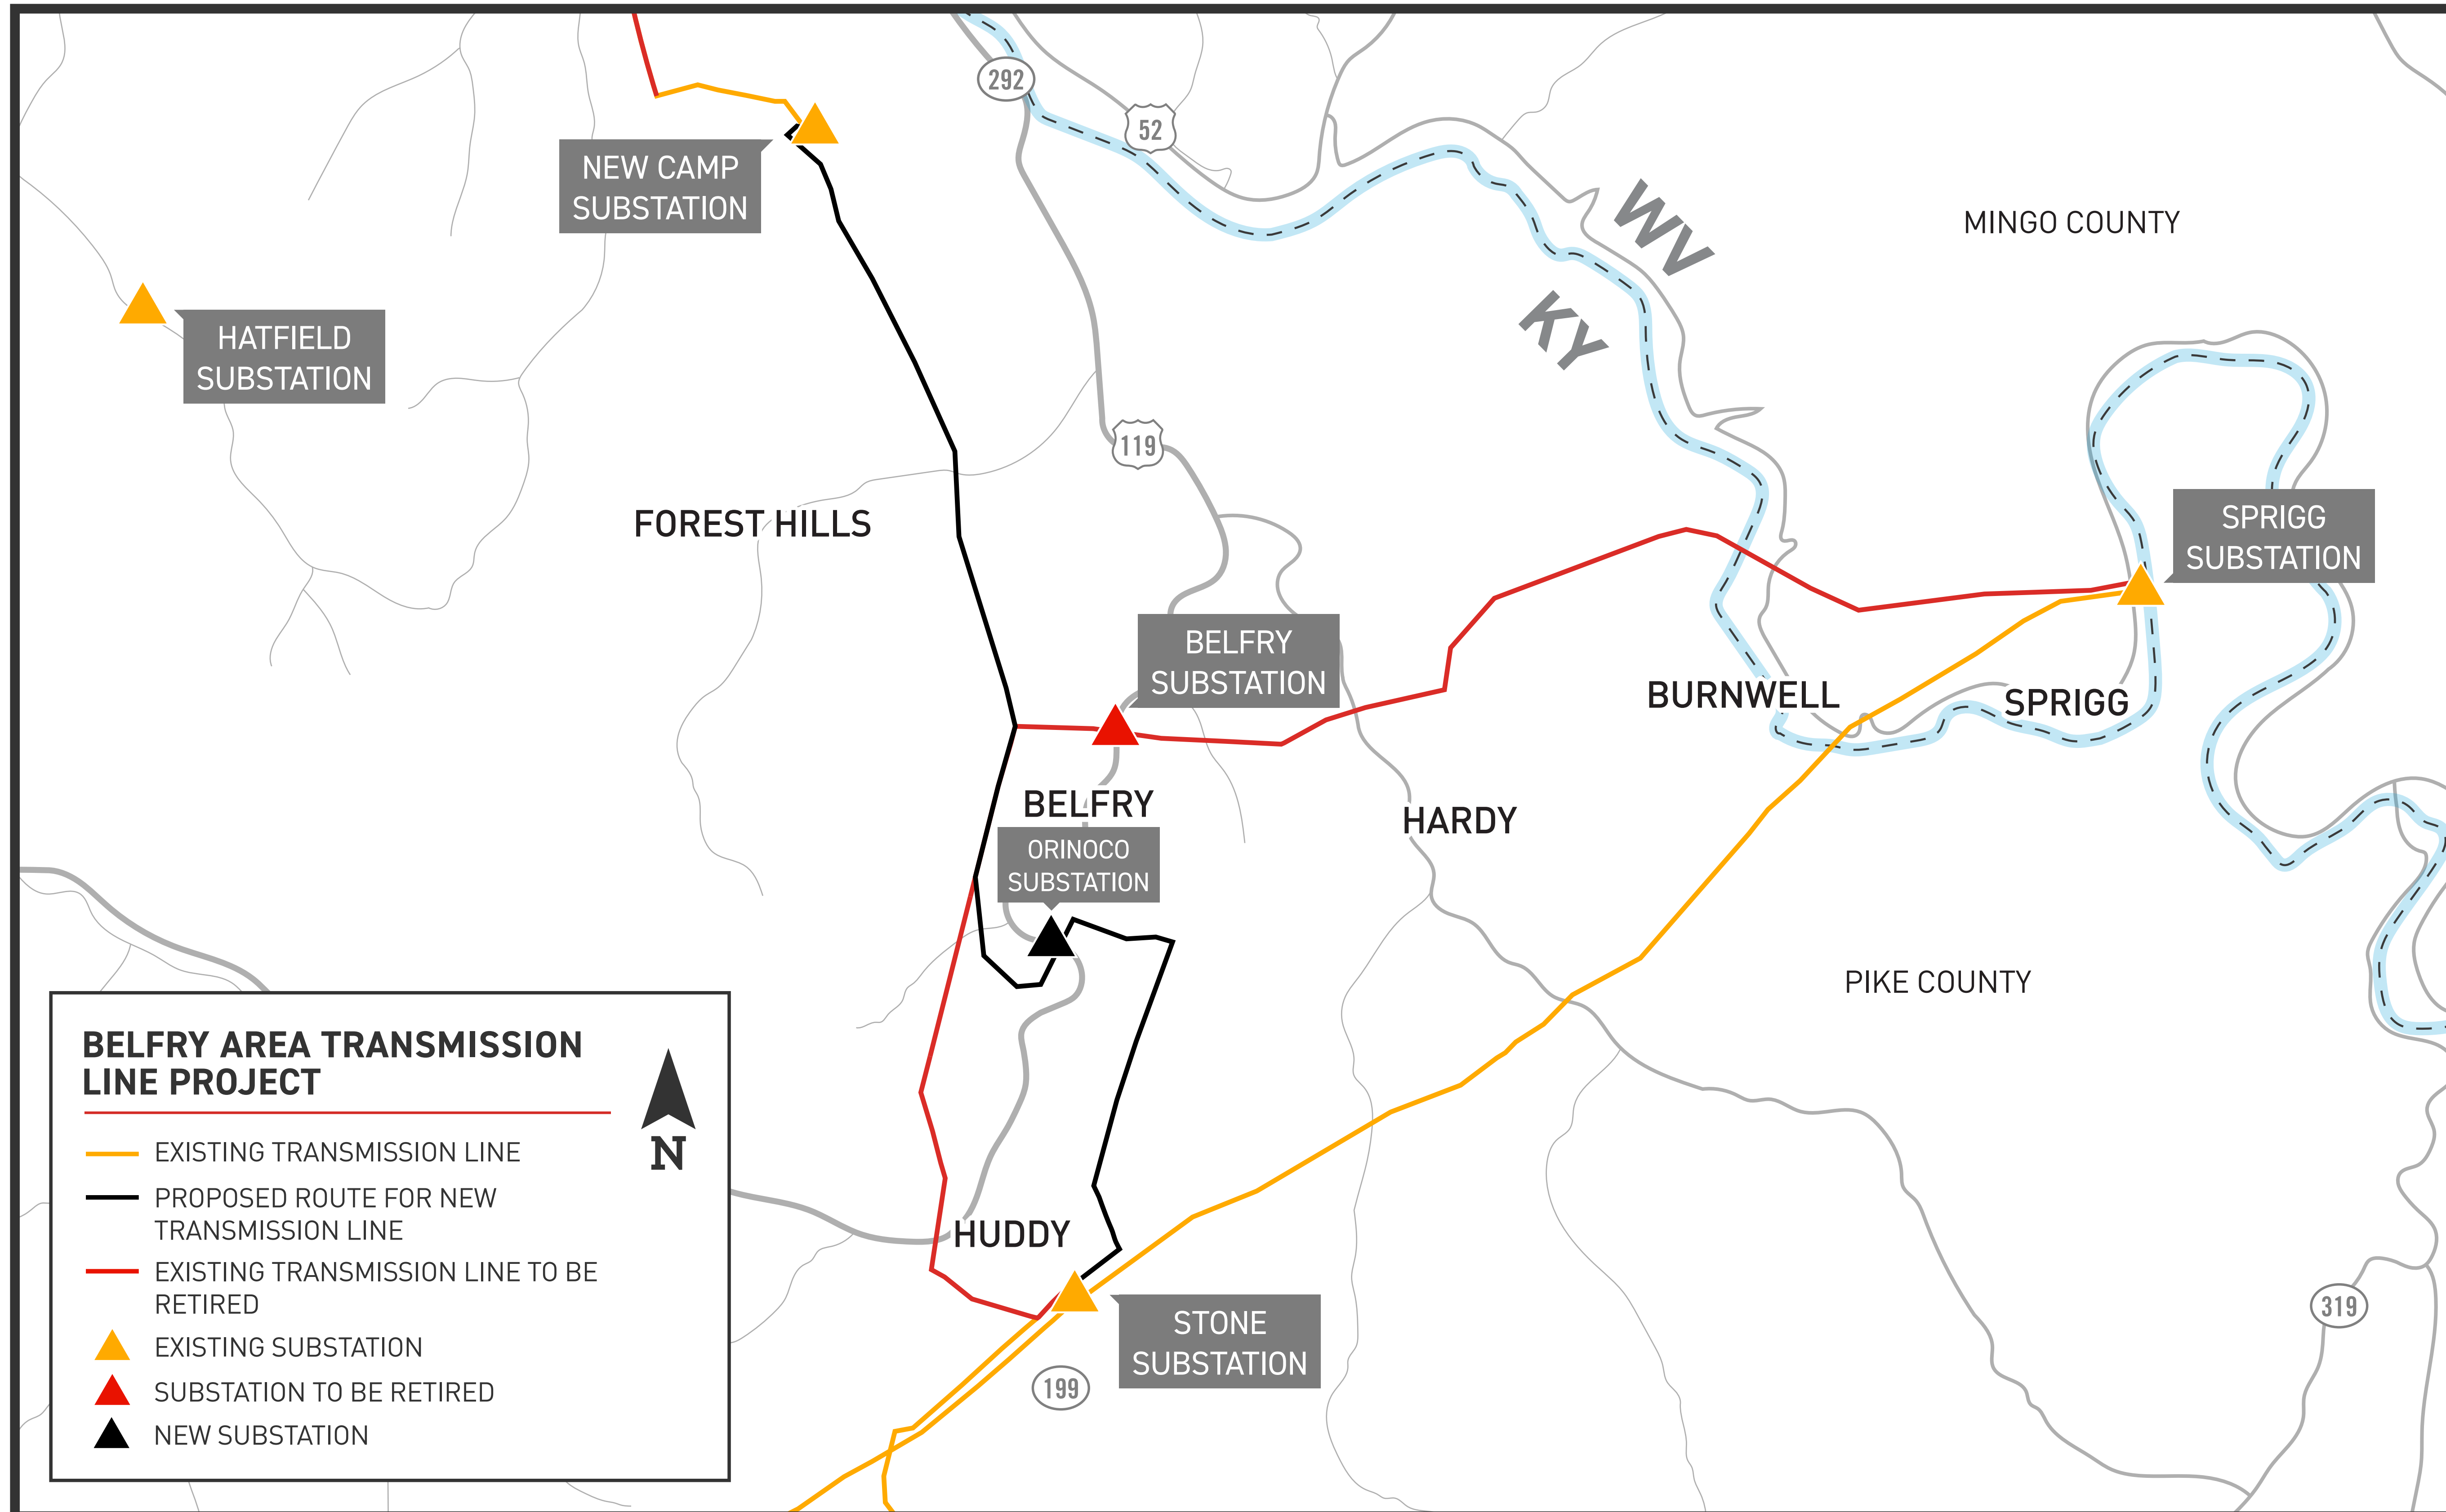 292
52
NEW CAMP
SUBSTATION
WV
KY
MINGO COUNTY
HATFIELD
SUBSTATION
119
FOREST HILLS
SPRIGG
SUBSTATION
BELFRY
SUBSTATION
BURNWELL
SPRIGG
BELFRY
HARDY
ORINOCO
SUBSTATION
PIKE COUNTY
HUDDY
STONE
SUBSTATION
319
199
BELFRY AREA TRANSMISSION
LINE PROJECT
N
EXISTING TRANSMISSION LINE
PROPOSED ROUTE FOR NEW
TRANSMISSION LINE
EXISTING TRANSMISSION LINE TO BE
RETIRED
EXISTING SUBSTATION
SUBSTATION TO BE RETIRED
NEW SUBSTATION